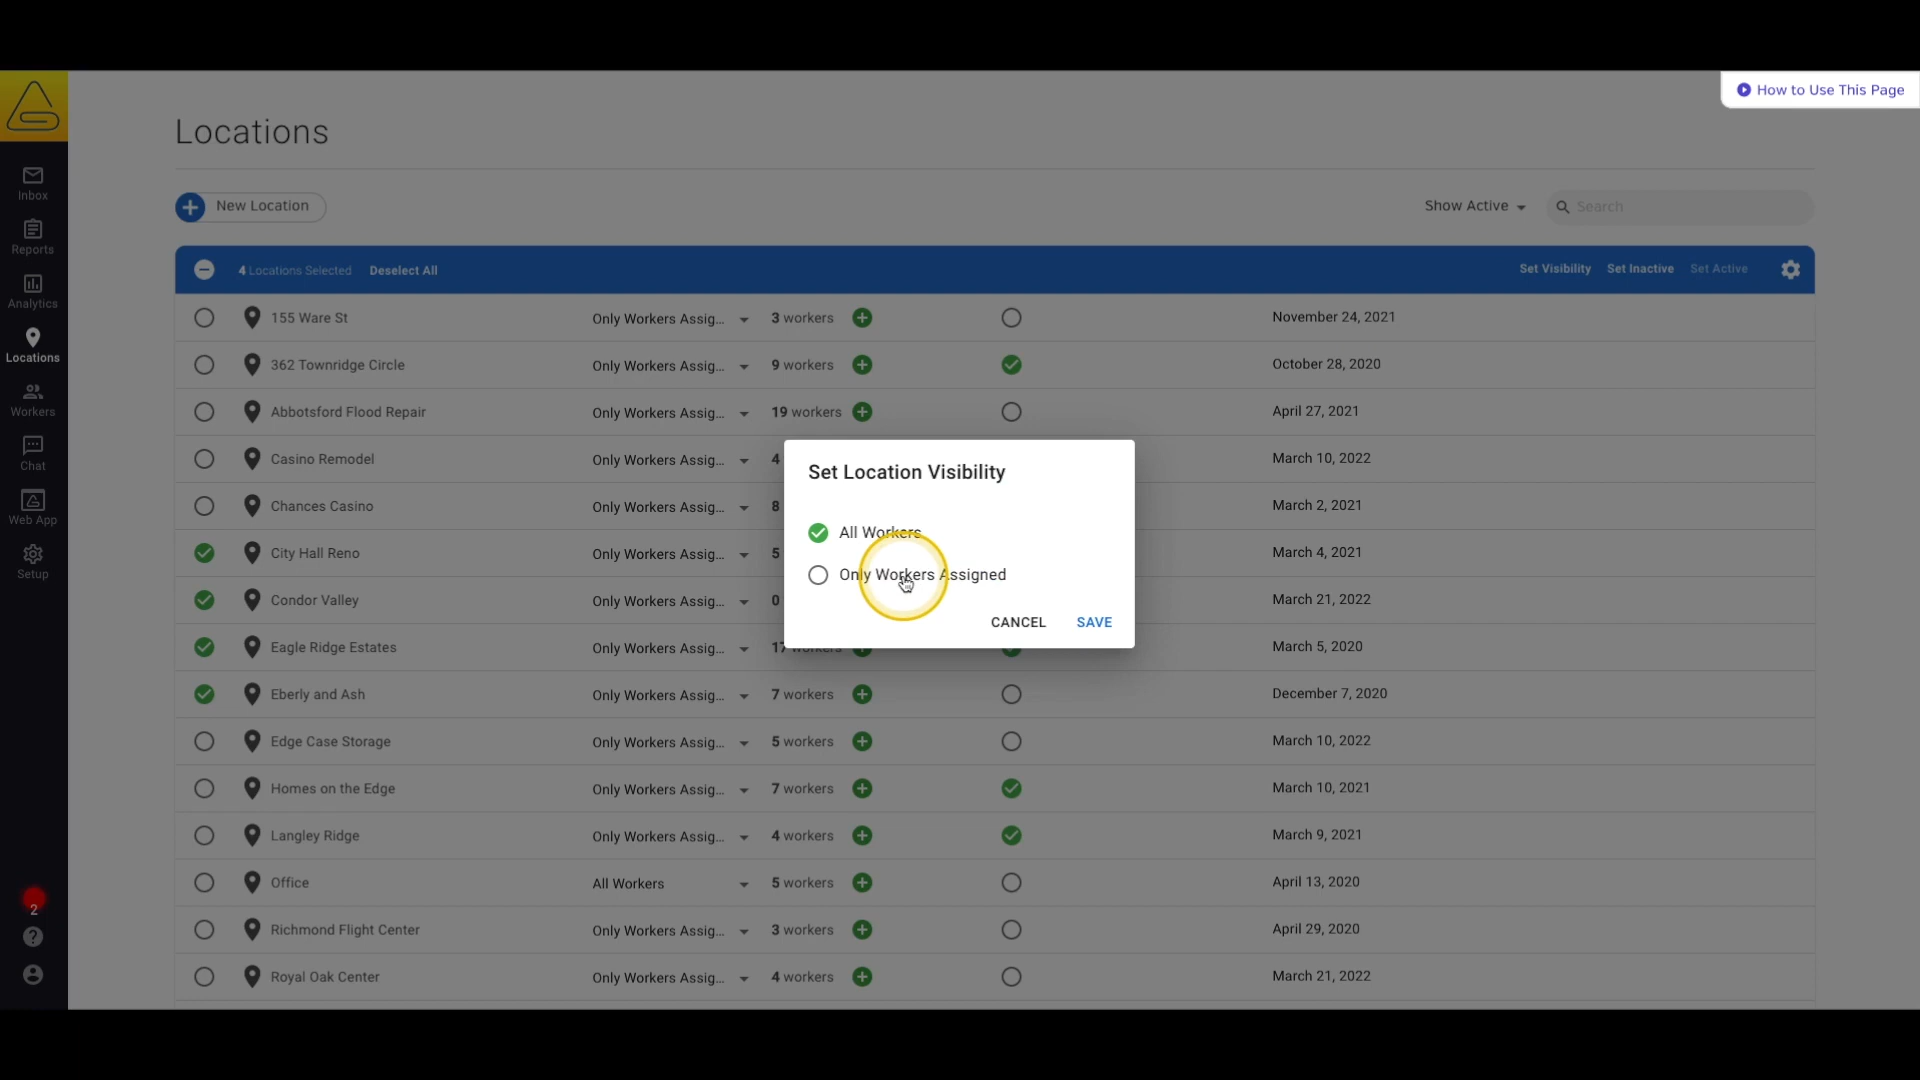 How to Use This Page
Locations
New Location
Show Active
Search
4 Locations Selected Deselect All Set Visibility Set Inactive Set Active
155 Ware St Only Workers Assig... 3 workers November 24, 2021
362 Townridge Circle Only Workers Assig... 9 workers October 28, 2020
Abbotsford Flood Repair Only Workers Assig... 19 workers April 27, 2021
Casino Remodel Only Workers Assig... 4 March 10, 2022
Chances Casino Only Workers Assig... 8 March 2, 2021
City Hall Reno Only Workers Assig... 5 March 4, 2021
Condor Valley Only Workers Assig... 0 March 21, 2022
Eagle Ridge Estates Only Workers Assig... 17 workers March 5, 2020
Eberly and Ash Only Workers Assig... 7 workers December 7, 2020
Edge Case Storage Only Workers Assig... 5 workers March 10, 2022
Homes on the Edge Only Workers Assig... 7 workers March 10, 2021
Langley Ridge Only Workers Assig... 4 workers March 9, 2021
Office All Workers 5 workers April 13, 2020
Richmond Flight Center Only Workers Assig... 3 workers April 29, 2020
Royal Oak Center Only Workers Assig... 4 workers March 21, 2022
Set Location Visibility
All Workers
Only Workers Assigned
CANCEL SAVE
Inbox
Reports
Analytics
Locations
Workers
Chat
Web App
Setup
2